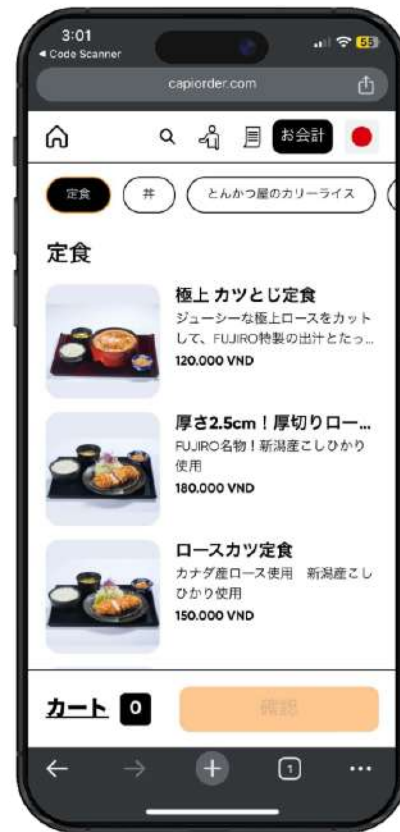 3:01
◀ Code Scanner
55
capiorder.com
お会計
定食
丼
とんかつ屋のカリーライス
定食
極上 カツとじ定食
ジューシーな極上ロースをカット
して、FUJIRO特製の出汁とたっ...
120.000 VND
厚さ2.5cm！厚切りロー...
FUJIRO名物！新潟産こしひかり
使用
180.000 VND
ロースカツ定食
カナダ産ロース使用　新潟産こし
ひかり使用
150.000 VND
カート 0
確認
1